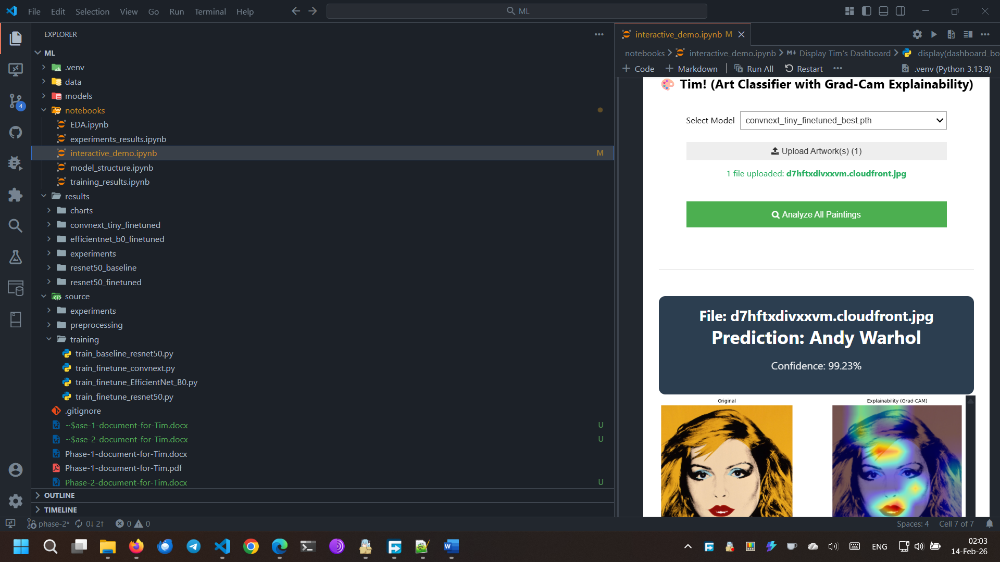 File Edit Selection View Go Run Terminal Help
ML
EXPLORER
ML
.venv
data
models
notebooks
EDA.ipynb
experiments_results.ipynb
interactive_demo.ipynb M
model_structure.ipynb
training_results.ipynb
results
charts
convnext_tiny_finetuned
efficientnet_b0_finetuned
experiments
resnet50_baseline
resnet50_finetuned
source
experiments
preprocessing
training
train_baseline_resnet50.py
train_finetune_convnext.py
train_finetune_EfficientNet_B0.py
train_finetune_resnet50.py
.gitignore
~$ase-1-document-for-Tim.docx U
~$ase-2-document-for-Tim.docx U
Phase-1-document-for-Tim.docx
Phase-1-document-for-Tim.pdf
Phase-2-document-for-Tim.docx U
OUTLINE
TIMELINE
4
interactive_demo.ipynb M
notebooks interactive_demo.ipynb M Display Tim's Dashboard display(dashboard_bo
Code Markdown Run All Restart .venv (Python 3.13.9)
Tim! (Art Classifier with Grad-Cam Explainability)
Select Model convnext_tiny_finetuned_best.pth
Upload Artwork(s) (1)
1 file uploaded: d7hftxdivxxvm.cloudfront.jpg
Analyze All Paintings
File: d7hftxdivxxvm.cloudfront.jpg
Prediction: Andy Warhol
Confidence: 99.23%
Original Explainability (Grad-CAM)
phase-2* 0↓ 2↑ 0 0 Spaces: 4 Cell 7 of 7
ENG 02:03
14-Feb-26